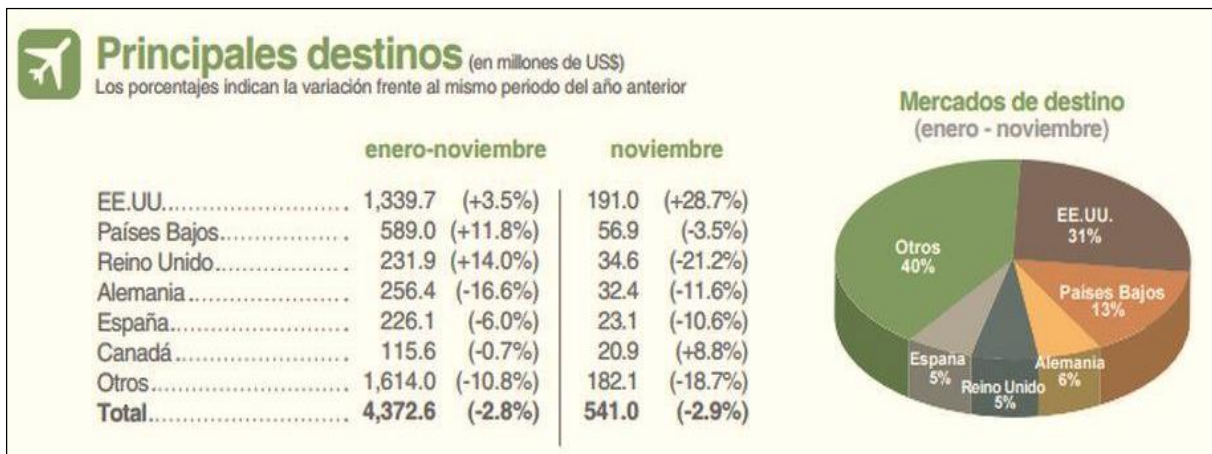 Principales destinos (en millones de US$)
Los porcentajes indican la variación frente al mismo periodo del año anterior
enero-noviembre noviembre
EE.UU............................ 1,339.7 (+3.5%) 191.0 (+28.7%)
Países Bajos.................. 589.0 (+11.8%) 56.9 (-3.5%)
Reino Unido................... 231.9 (+14.0%) 34.6 (-21.2%)
Alemania....................... 256.4 (-16.6%) 32.4 (-11.6%)
España.......................... 226.1 (-6.0%) 23.1 (-10.6%)
Canadá.......................... 115.6 (-0.7%) 20.9 (+8.8%)
Otros............................. 1,614.0 (-10.8%) 182.1 (-18.7%)
Total.............................. 4,372.6 (-2.8%) 541.0 (-2.9%)
Mercados de destino
(enero - noviembre)
EE.UU.
31%
Otros
40%
Países Bajos
13%
Alemania
6%
Reino Unido
5%
España
5%